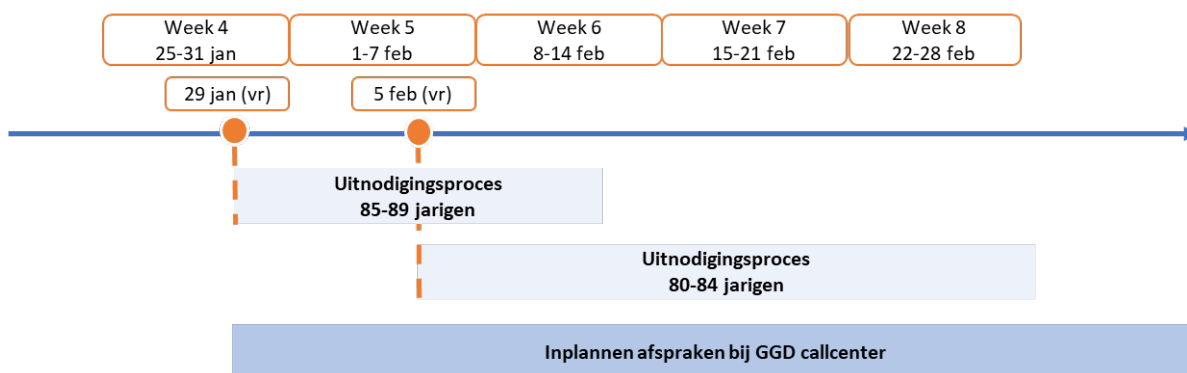 Week 4
25-31 jan
Week 5
1-7 feb
Week 6
8-14 feb
Week 7
15-21 feb
Week 8
22-28 feb
29 jan (vr)
5 feb (vr)
Uitnodigingsproces
85-89 jarigen
Uitnodigingsproces
80-84 jarigen
Inplannen afspraken bij GGD callcenter